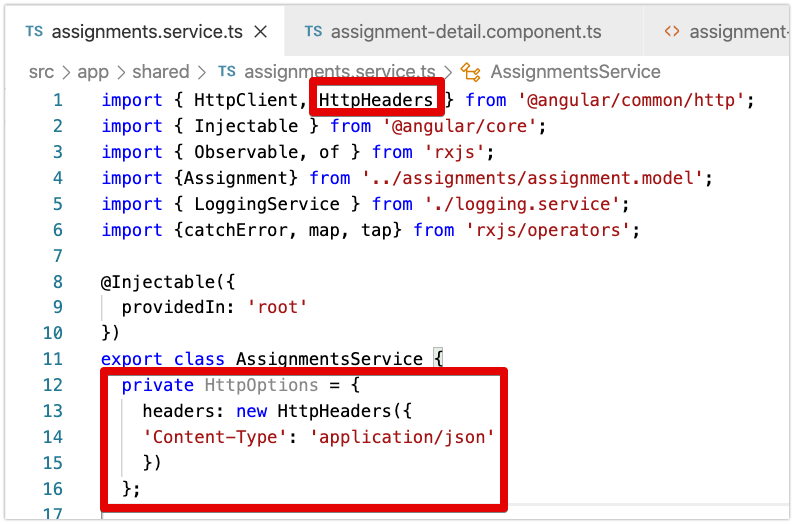 TS assignments.service.ts × TS assignment-detail.component.ts <> assignment-
src > app > shared > TS assignments.service.ts > AssignmentsService
1 import { HttpClient, HttpHeaders } from '@angular/common/http';
2 import { Injectable } from '@angular/core';
3 import { Observable, of } from 'rxjs';
4 import {Assignment} from '../assignments/assignment.model';
5 import { LoggingService } from './logging.service';
6 import {catchError, map, tap} from 'rxjs/operators';
7
8 @Injectable({
9 providedIn: 'root'
10 })
11 export class AssignmentsService {
12 private HttpOptions = {
13 headers: new HttpHeaders({
14 'Content-Type': 'application/json'
15 })
16 };
17